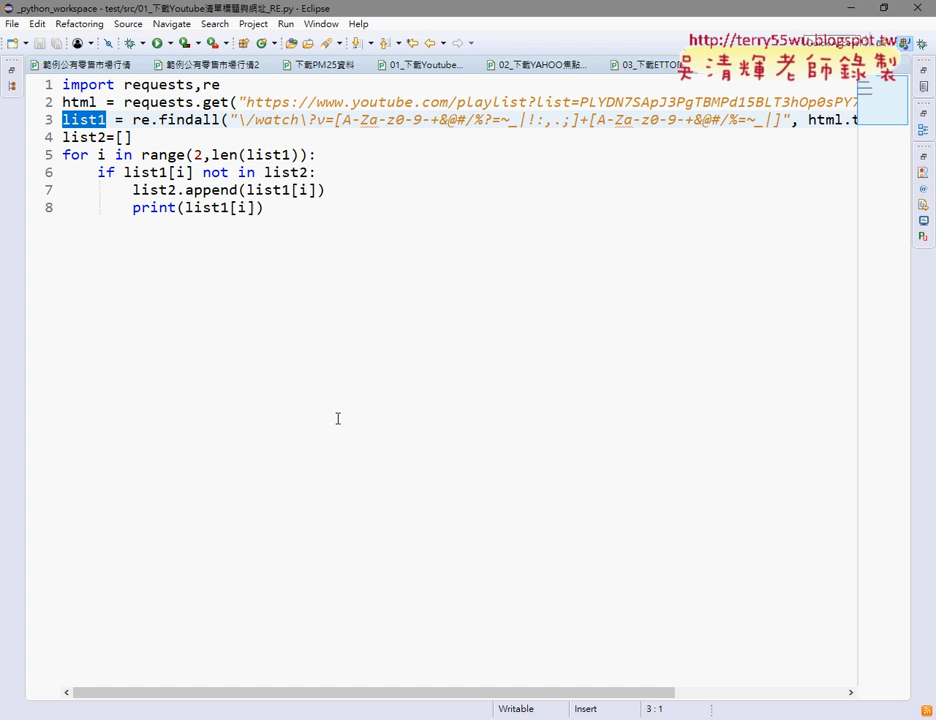 _python_workspace - test/src/01_下載Youtube清單標題與網址_RE.py - Eclipse
File Edit Refactoring Source Navigate Search Project Run Window Help
http://terry55wu.blogspot.tw
吳清輝老師錄製
範例公有零售市場行情 範例公有零售市場行情2 下載PM25資料 01_下載Youtube... 02_下載YAHOO焦點... 03_下載ETTO
1 import requests,re
2 html = requests.get("https://www.youtube.com/playlist?list=PLYDN7SApJ3PgTBMPd15BLT3hOp0sPY7
3 list1 = re.findall("\/watch\?v=[A-Za-z0-9-+&@#/%?=~_|!:,.;]+[A-Za-z0-9-+&@#/%=~_|]", html.t
4 list2=[]
5 for i in range(2,len(list1)):
6 if list1[i] not in list2:
7 list2.append(list1[i])
8 print(list1[i])
Writable Insert 3 : 1